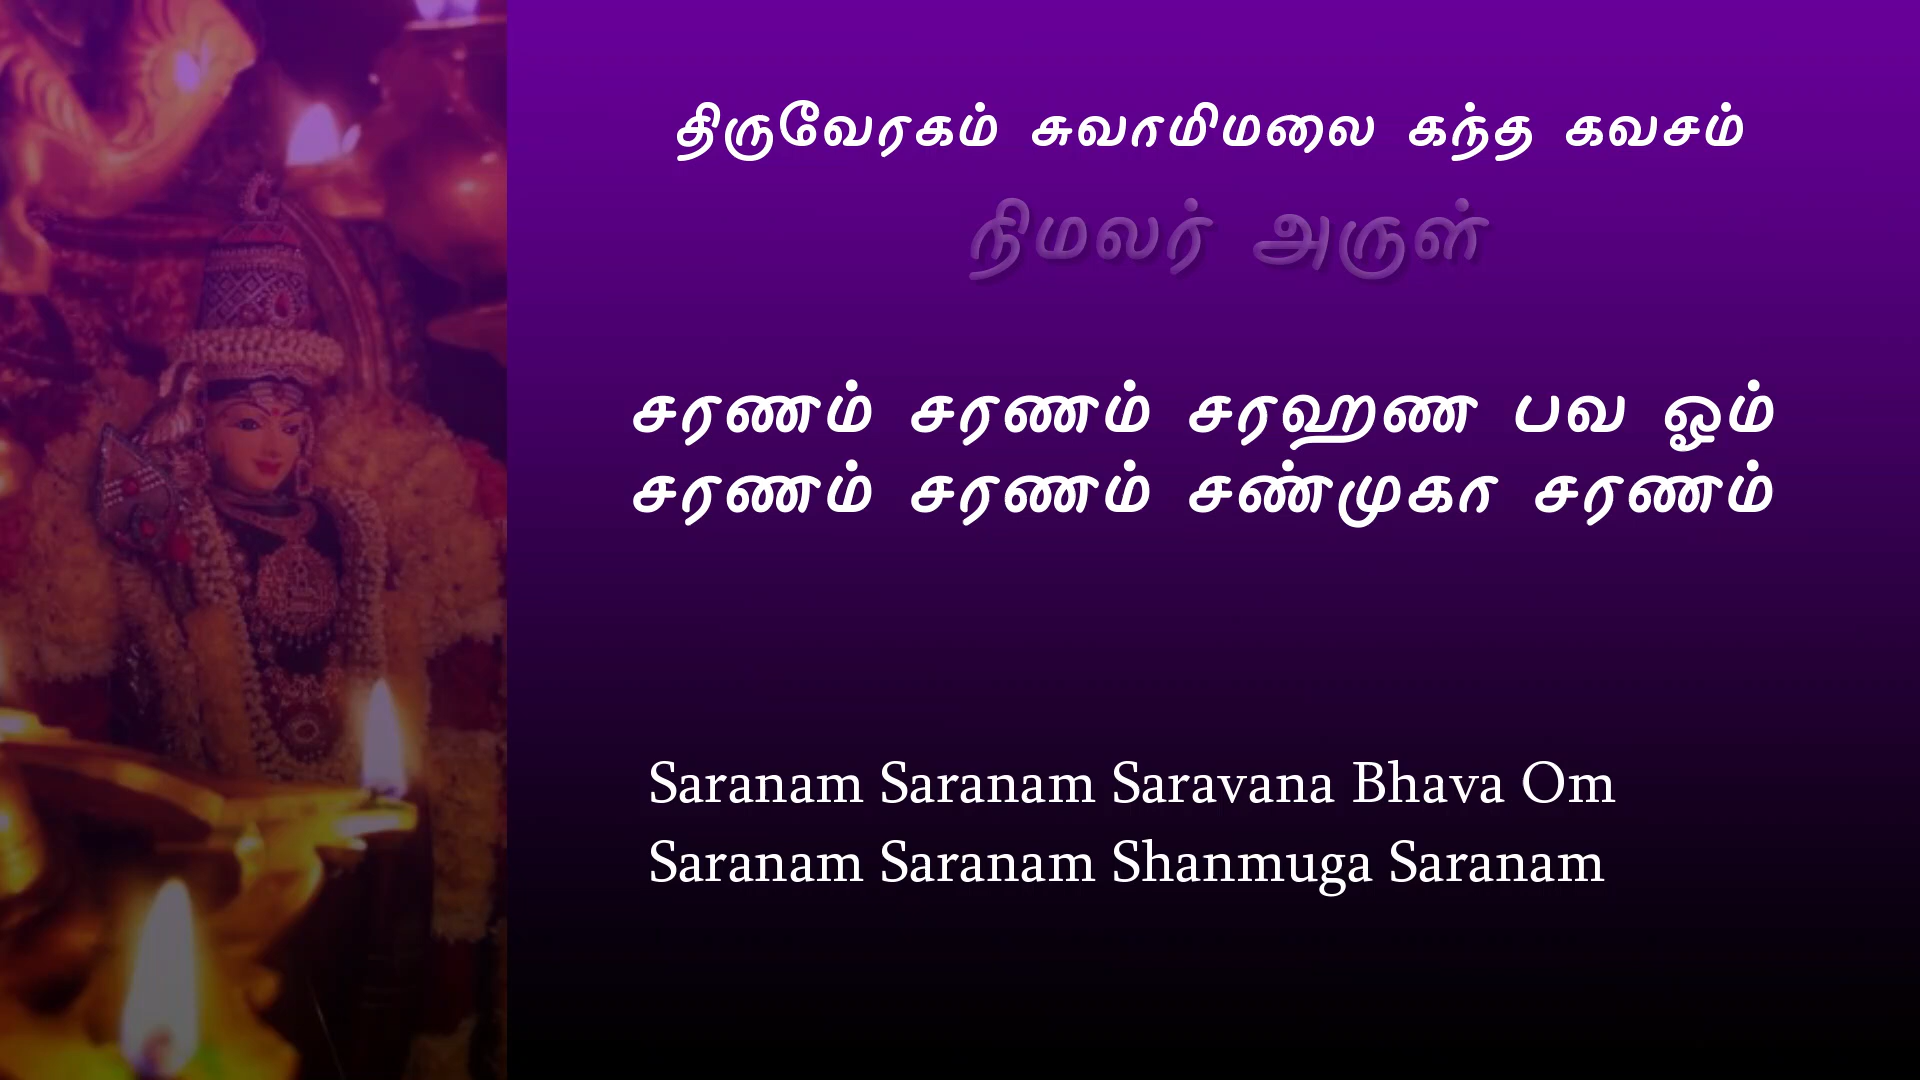 திருவேரகம் சுவாமிமலை கந்த கவசம்
நிமலர் அருள்
சரணம் சரணம் சரஹண பவ ஓம்
சரணம் சரணம் சண்முகா சரணம்
Saranam Saranam Saravana Bhava Om
Saranam Saranam Shanmuga Saranam